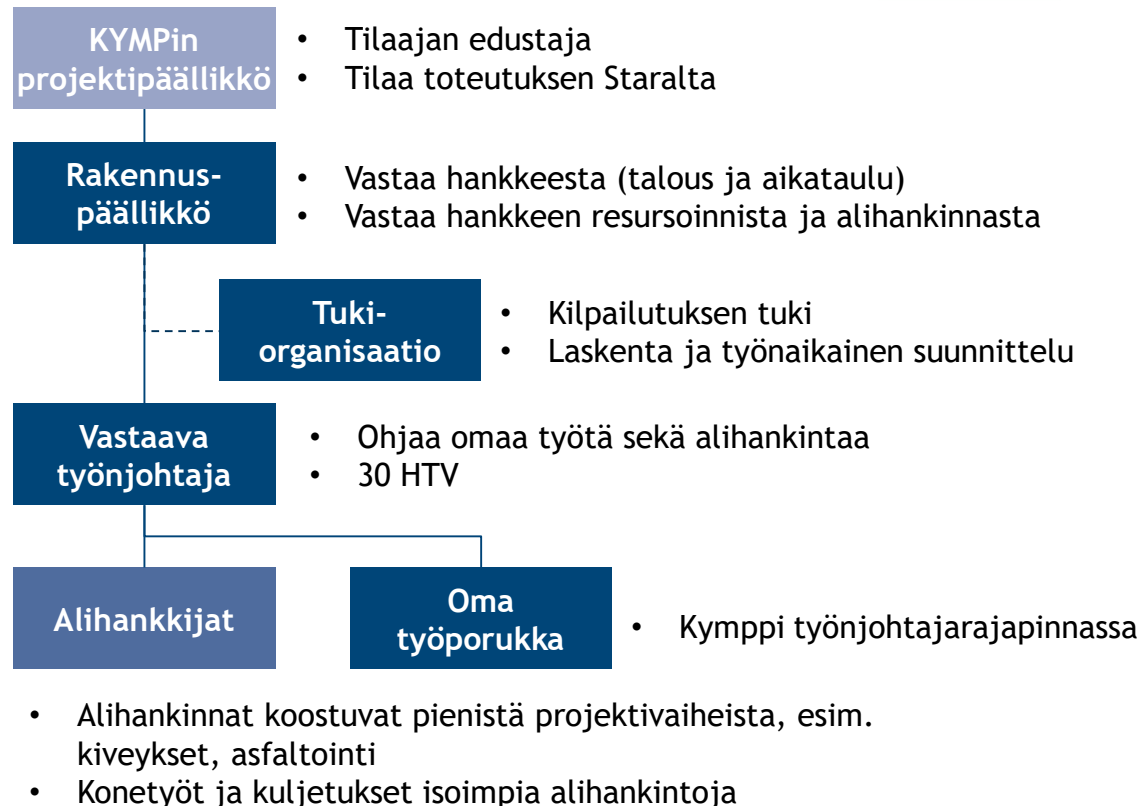 KYMPin
projektipäällikkö
• Tilaajan edustaja
• Tilaa toteutuksen Staralta
Rakennus-
päällikkö
• Vastaa hankkeesta (talous ja aikataulu)
• Vastaa hankkeen resursoinnista ja alihankinnasta
Tuki-
organisaatio
• Kilpailutuksen tuki
• Laskenta ja työnaikainen suunnittelu
Vastaava
työnjohtaja
• Ohjaa omaa työtä sekä alihankintaa
• 30 HTV
Alihankkijat
Oma
työporukka
• Kymppi työnjohtajarajapinnassa
• Alihankinnat koostuvat pienistä projektivaiheista, esim.
kiveykset, asfaltointi
• Konetyöt ja kuljetukset isoimpia alihankintoja